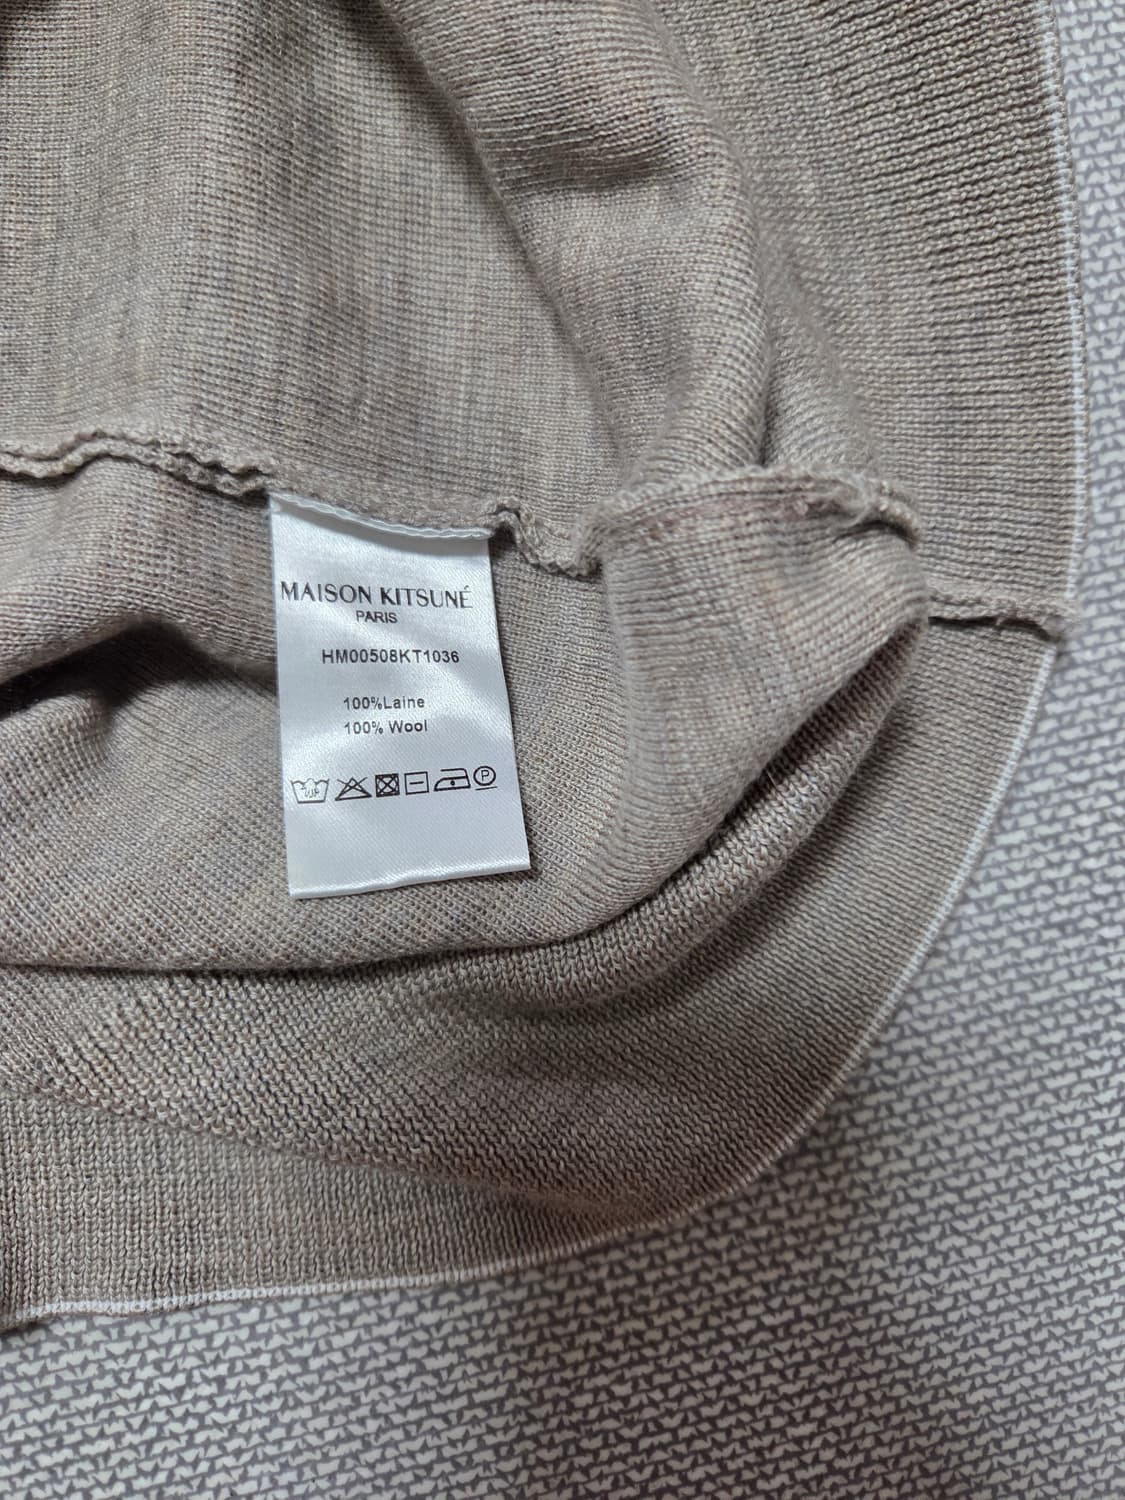 MAISON KITSUNÉ
PARIS
HM00508KT1036
100%Laine
100% Wool
P